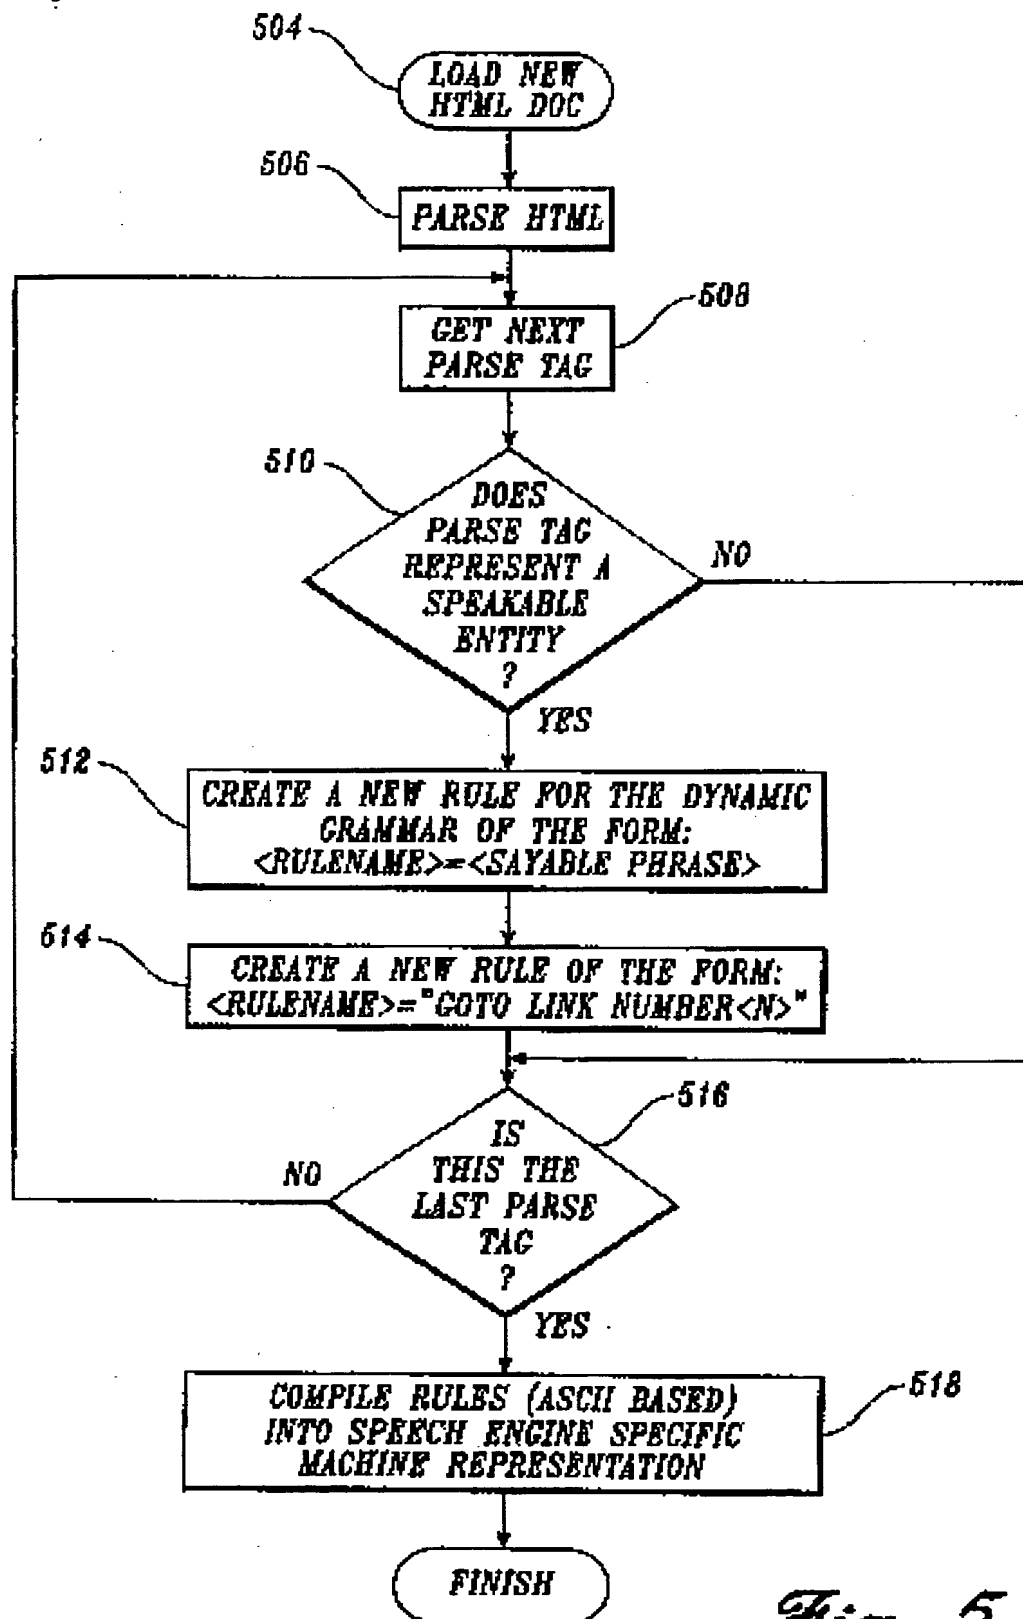 504
LOAD NEW
HTML DOC
506
PARSE HTML
508
GET NEXT
PARSE TAG
510
DOES
PARSE TAG
REPRESENT A
SPEAKABLE
ENTITY
?
NO
YES
512
CREATE A NEW RULE FOR THE DYNAMIC
GRAMMAR OF THE FORM:
<RULENAME>=<SAYABLE PHRASE>
514
CREATE A NEW RULE OF THE FORM:
<RULENAME>="GOTO LINK NUMBER<N>"
516
IS
THIS THE
LAST PARSE
TAG
?
NO
YES
518
COMPILE RULES (ASCII BASED)
INTO SPEECH ENGINE SPECIFIC
MACHINE REPRESENTATION
FINISH
Fig. 5